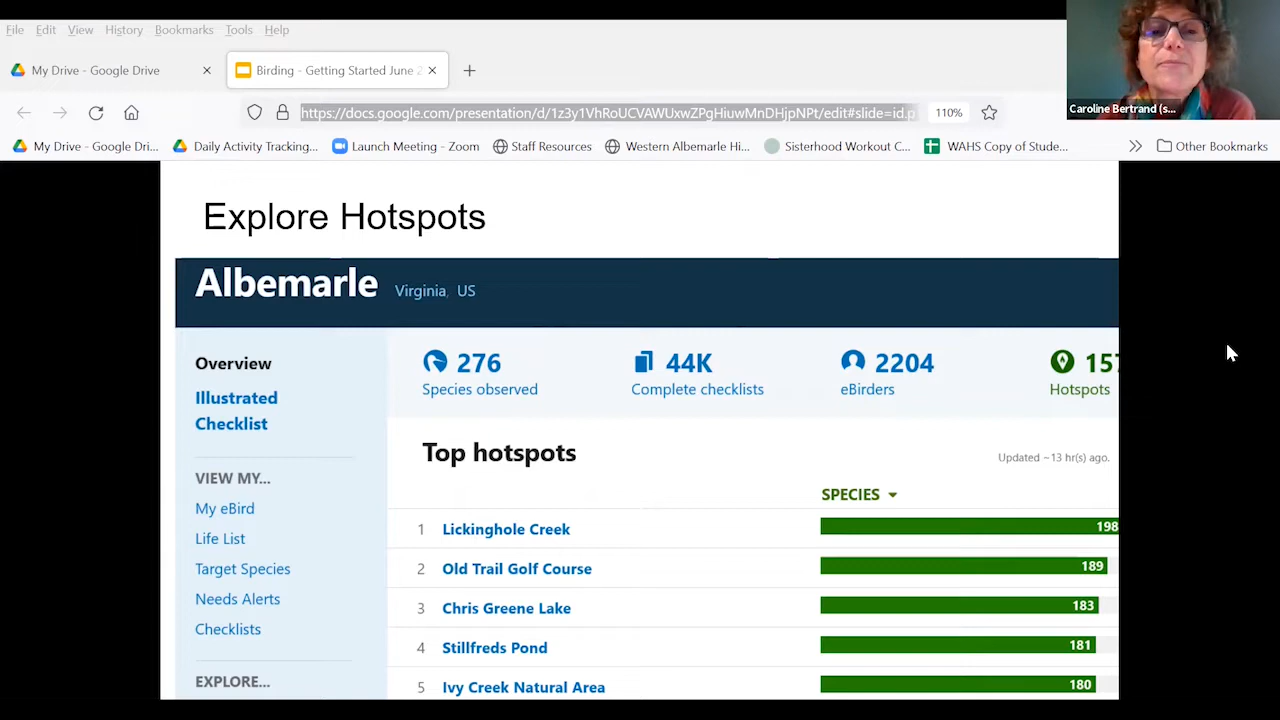 File Edit View History Bookmarks Tools Help
My Drive - Google Drive
Birding - Getting Started June 2
https://docs.google.com/presentation/d/1z3y1VhRoUCVAWUxwZPgHiuwMnDHjpNPt/edit#slide=id.p
110%
Caroline Bertrand (s...
My Drive - Google Dri...
Daily Activity Tracking...
Launch Meeting - Zoom
Staff Resources
Western Albemarle Hi...
Sisterhood Workout C...
WAHS Copy of Stude...
Other Bookmarks
Explore Hotspots
Albemarle Virginia, US
Overview
Illustrated
Checklist
VIEW MY...
My eBird
Life List
Target Species
Needs Alerts
Checklists
EXPLORE...
276
Species observed
44K
Complete checklists
2204
eBirders
157
Hotspots
Top hotspots
Updated ~13 hr(s) ago.
SPECIES
1 Lickinghole Creek 198
2 Old Trail Golf Course 189
3 Chris Greene Lake 183
4 Stillfreds Pond 181
5 Ivy Creek Natural Area 180